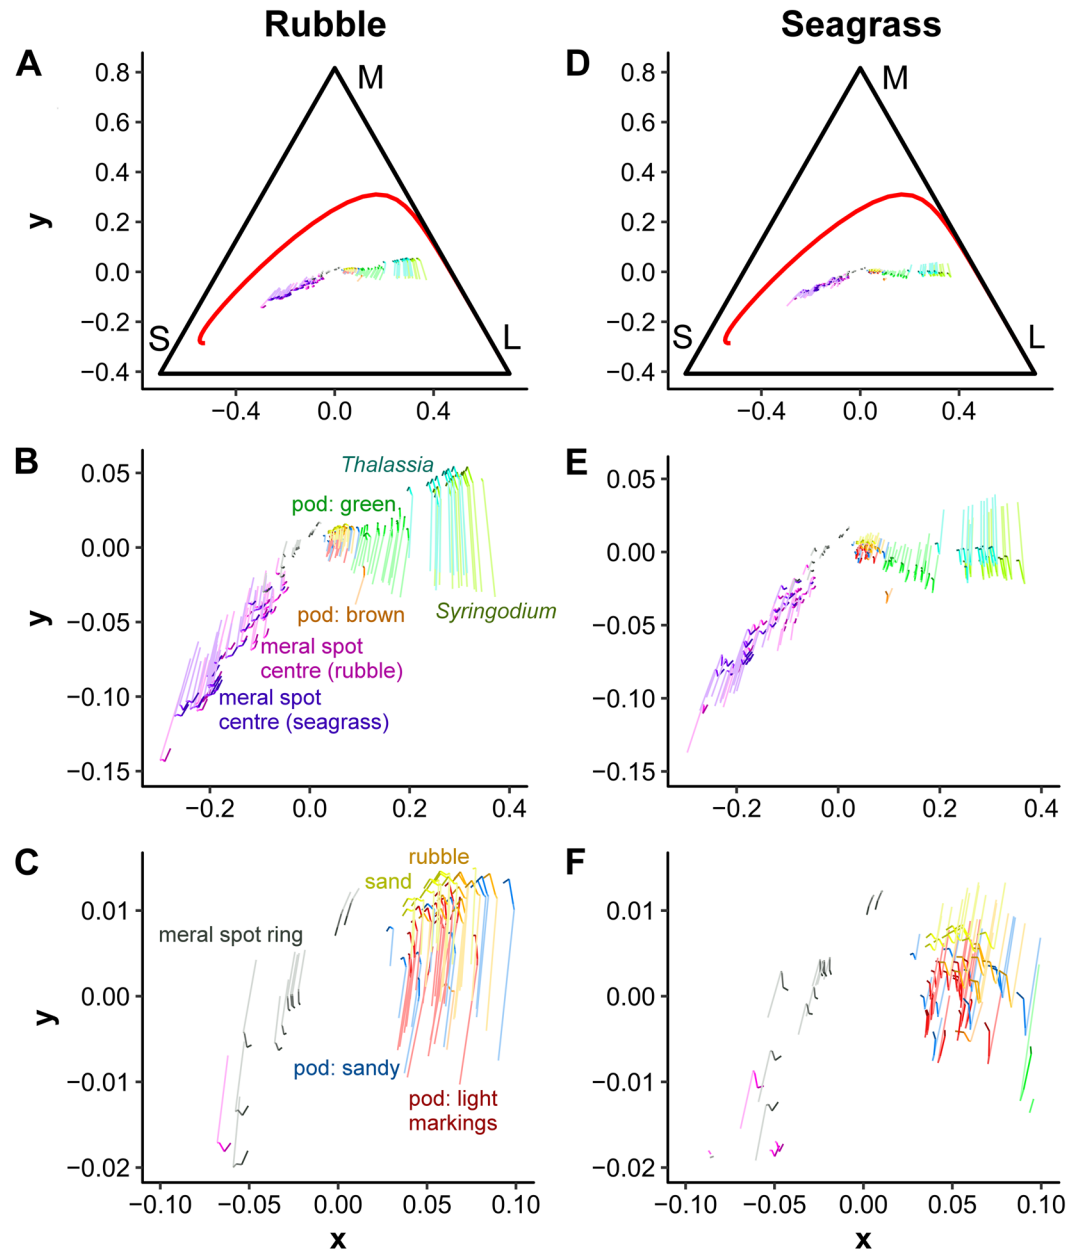 Rubble
Seagrass
A
0.8
0.6
0.4
0.2
0.0
−0.2
−0.4
y
M
S
L
−0.4
0.0
0.4
D
0.8
0.6
0.4
0.2
0.0
−0.2
−0.4
M
S
L
−0.4
0.0
0.4
B
0.05
0.00
−0.05
−0.10
−0.15
y
Thalassia
pod: green
pod: brown
Syringodium
meral spot
centre (rubble)
meral spot
centre (seagrass)
−0.2
0.0
0.2
0.4
E
0.05
0.00
−0.05
−0.10
−0.15
−0.2
0.0
0.2
0.4
C
0.01
0.00
−0.01
−0.02
y
rubble
sand
meral spot ring
pod: sandy
pod: light
markings
−0.10
−0.05
0.00
0.05
0.10
x
F
0.01
0.00
−0.01
−0.02
−0.10
−0.05
0.00
0.05
0.10
x